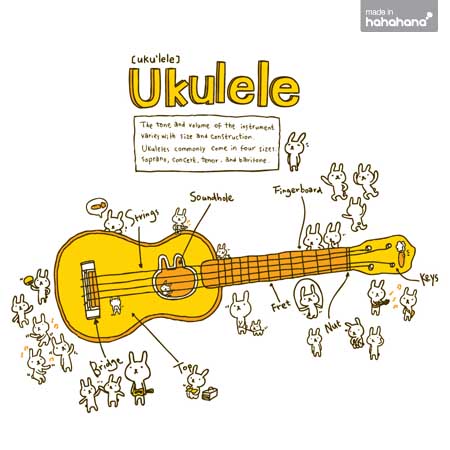 made in
hahahana
[uku'lele]
Ukulele
The tone and volume of the instrument
varies with size and construction.
Ukuleles commonly come in four sizes:
soprano, concert, tenor, and baritone.
Strings
Soundhole
Fingerboard
Keys
Fret
Nut
Bridge
Top